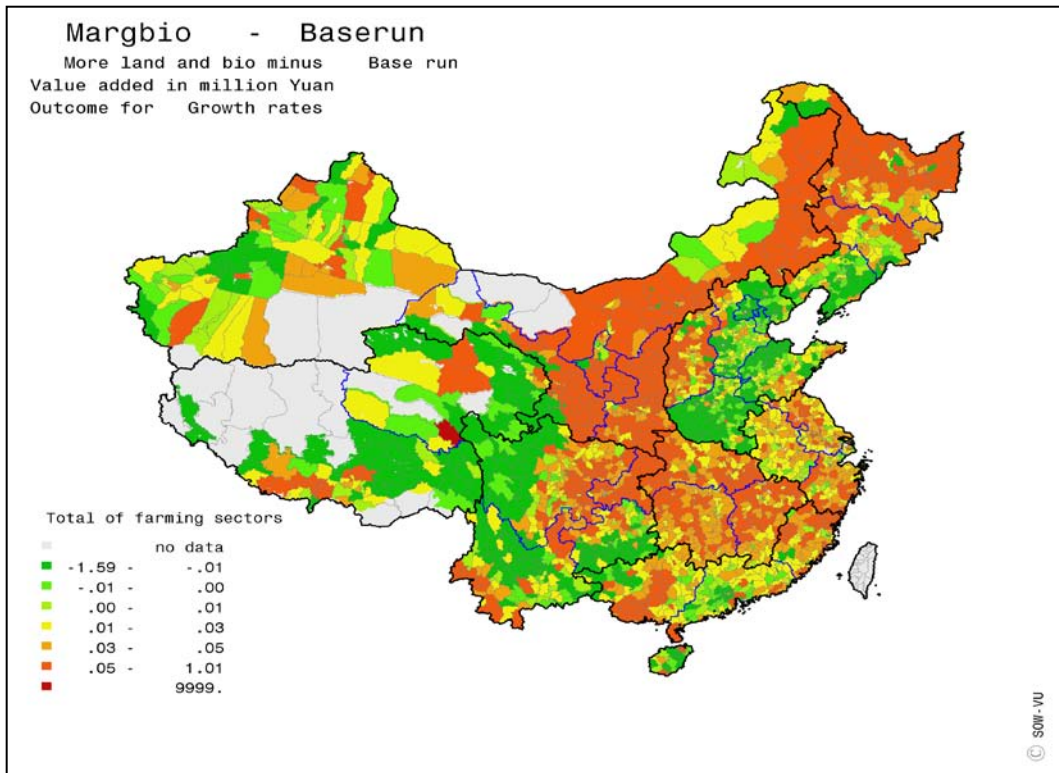 Margbio - Baserun
More land and bio minus Base run
Value added in million Yuan
Outcome for Growth rates
Total of farming sectors
no data
-1.59 - -.01
-.01 - .00
.00 - .01
.01 - .03
.03 - .05
.05 - 1.01
9999.
© SOW-VU